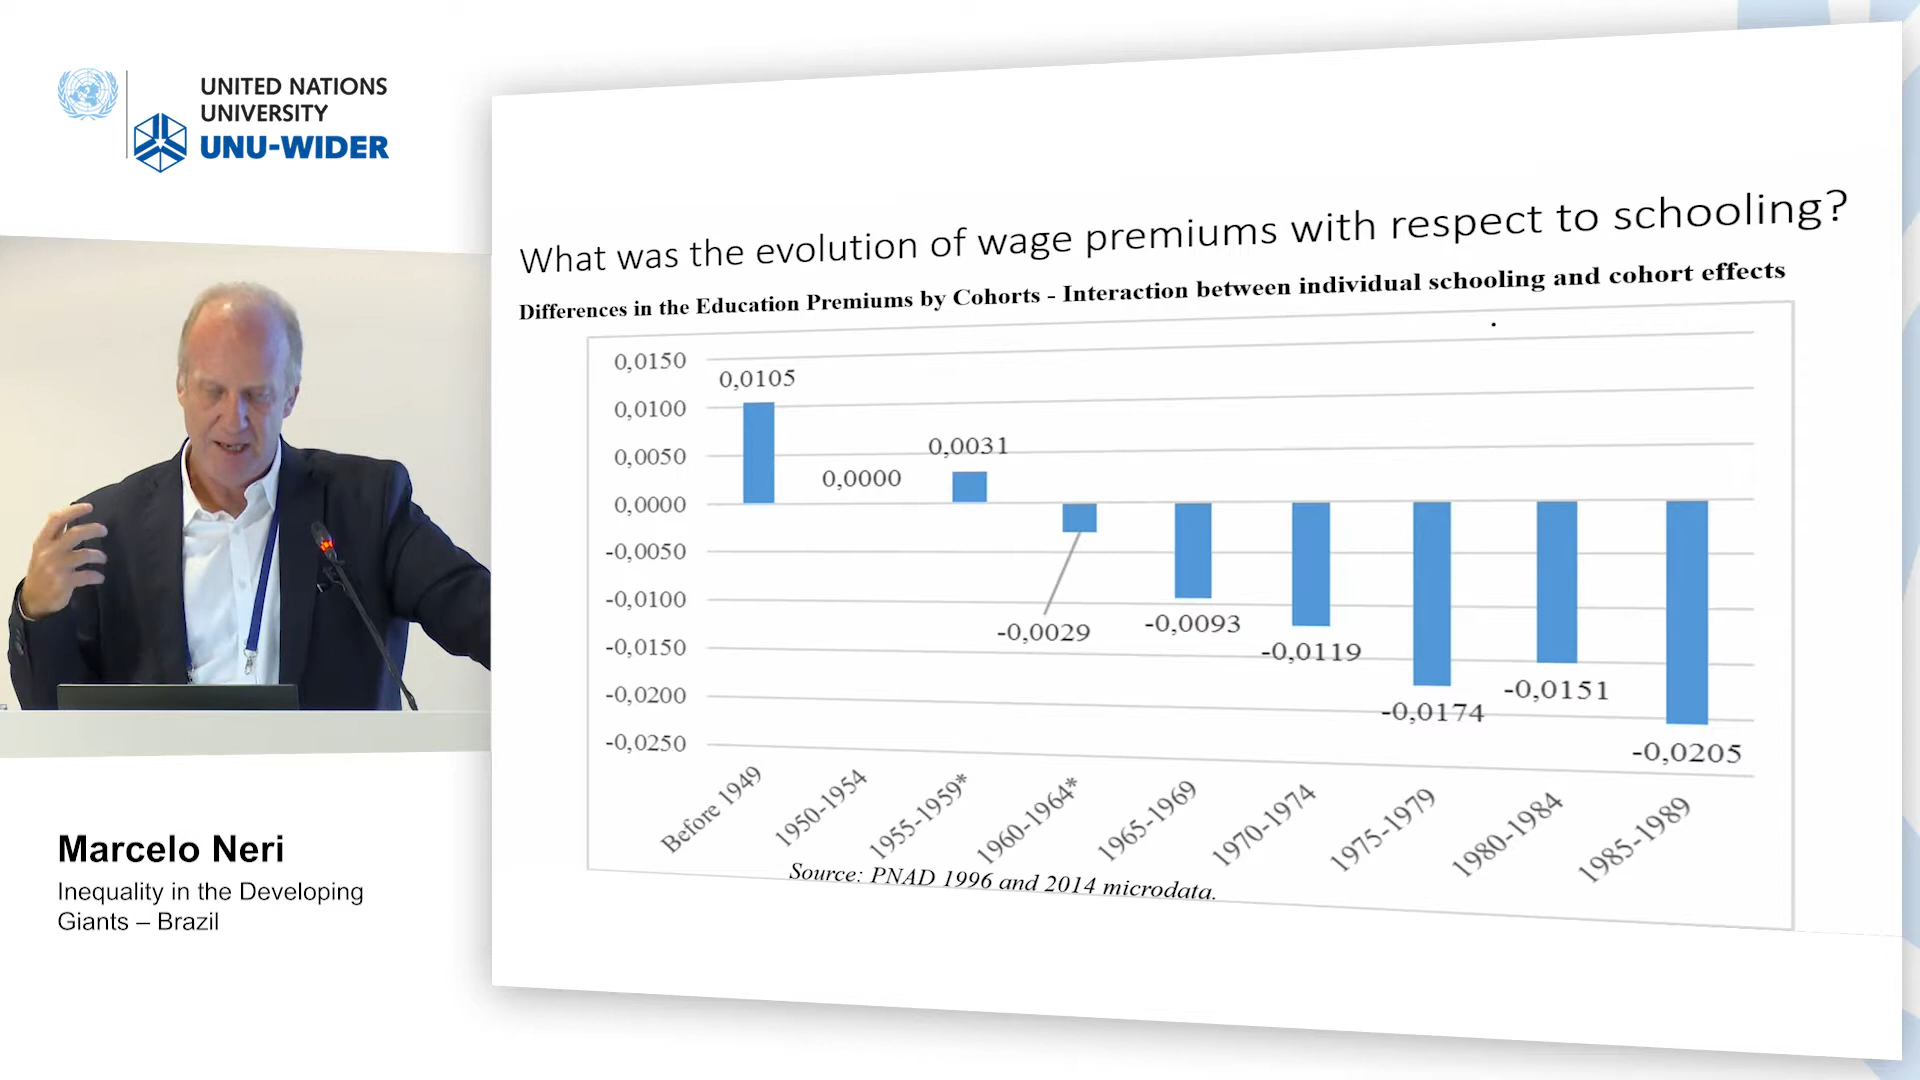 UNITED NATIONS
UNIVERSITY
UNU-WIDER
What was the evolution of wage premiums with respect to schooling?
Differences in the Education Premiums by Cohorts - Interaction between individual schooling and cohort effects
.
0,0150
0,0100
0,0050
0,0000
-0,0050
-0,0100
-0,0150
-0,0200
-0,0250
0,0105
0,0000
0,0031
-0,0029
-0,0093
-0,0119
-0,0174
-0,0151
-0,0205
Before 1949
1950-1954
1955-1959*
1960-1964*
1965-1969
1970-1974
1975-1979
1980-1984
1985-1989
Source: PNAD 1996 and 2014 microdata.
Marcelo Neri
Inequality in the Developing
Giants – Brazil